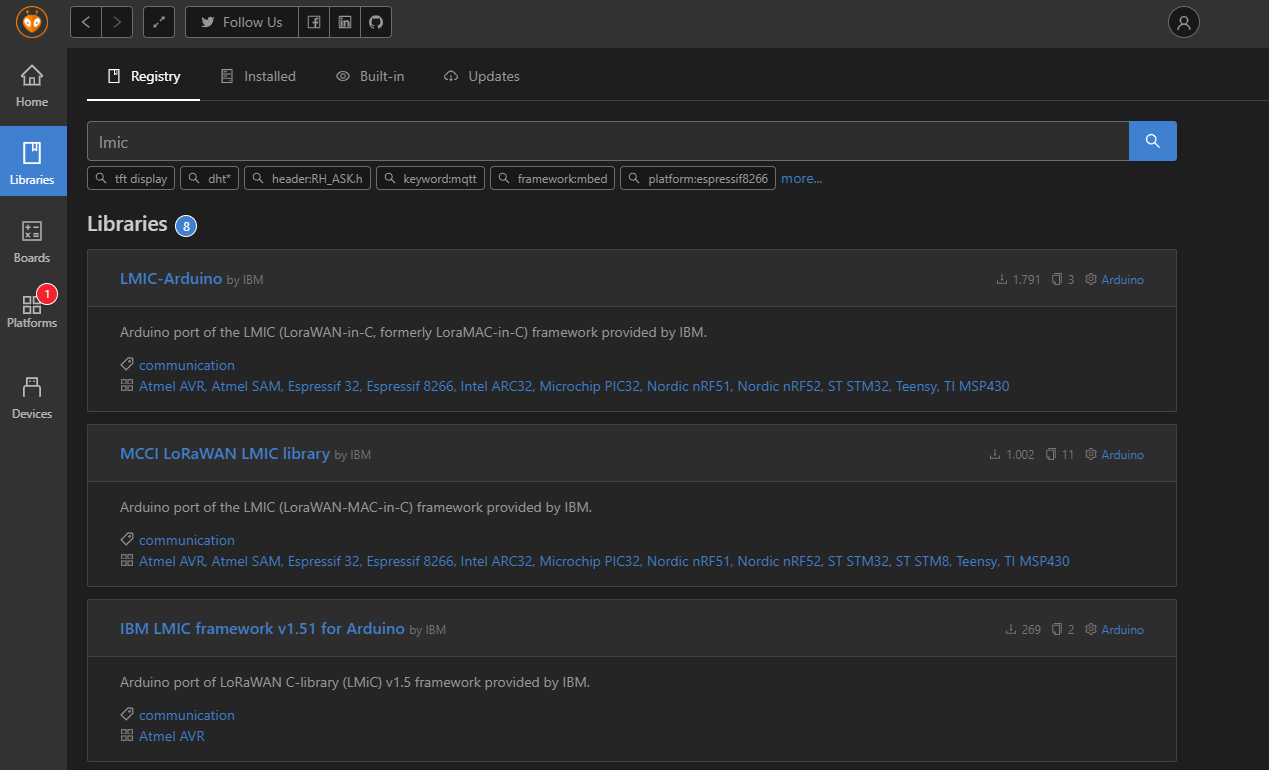 Follow Us
Home
Libraries
Boards
1
Platforms
Devices
Registry Installed Built-in Updates
lmic
tft display dht* header:RH_ASK.h keyword:mqtt framework:mbed platform:espressif8266 more...
Libraries 8
LMIC-Arduino by IBM 1.791 3 Arduino
Arduino port of the LMIC (LoraWAN-in-C, formerly LoraMAC-in-C) framework provided by IBM.
communication
Atmel AVR, Atmel SAM, Espressif 32, Espressif 8266, Intel ARC32, Microchip PIC32, Nordic nRF51, Nordic nRF52, ST STM32, Teensy, TI MSP430
MCCI LoRaWAN LMIC library by IBM 1.002 11 Arduino
Arduino port of the LMIC (LoraWAN-MAC-in-C) framework provided by IBM.
communication
Atmel AVR, Atmel SAM, Espressif 32, Espressif 8266, Intel ARC32, Microchip PIC32, Nordic nRF51, Nordic nRF52, ST STM32, ST STM8, Teensy, TI MSP430
IBM LMIC framework v1.51 for Arduino by IBM 269 2 Arduino
Arduino port of LoRaWAN C-library (LMiC) v1.5 framework provided by IBM.
communication
Atmel AVR